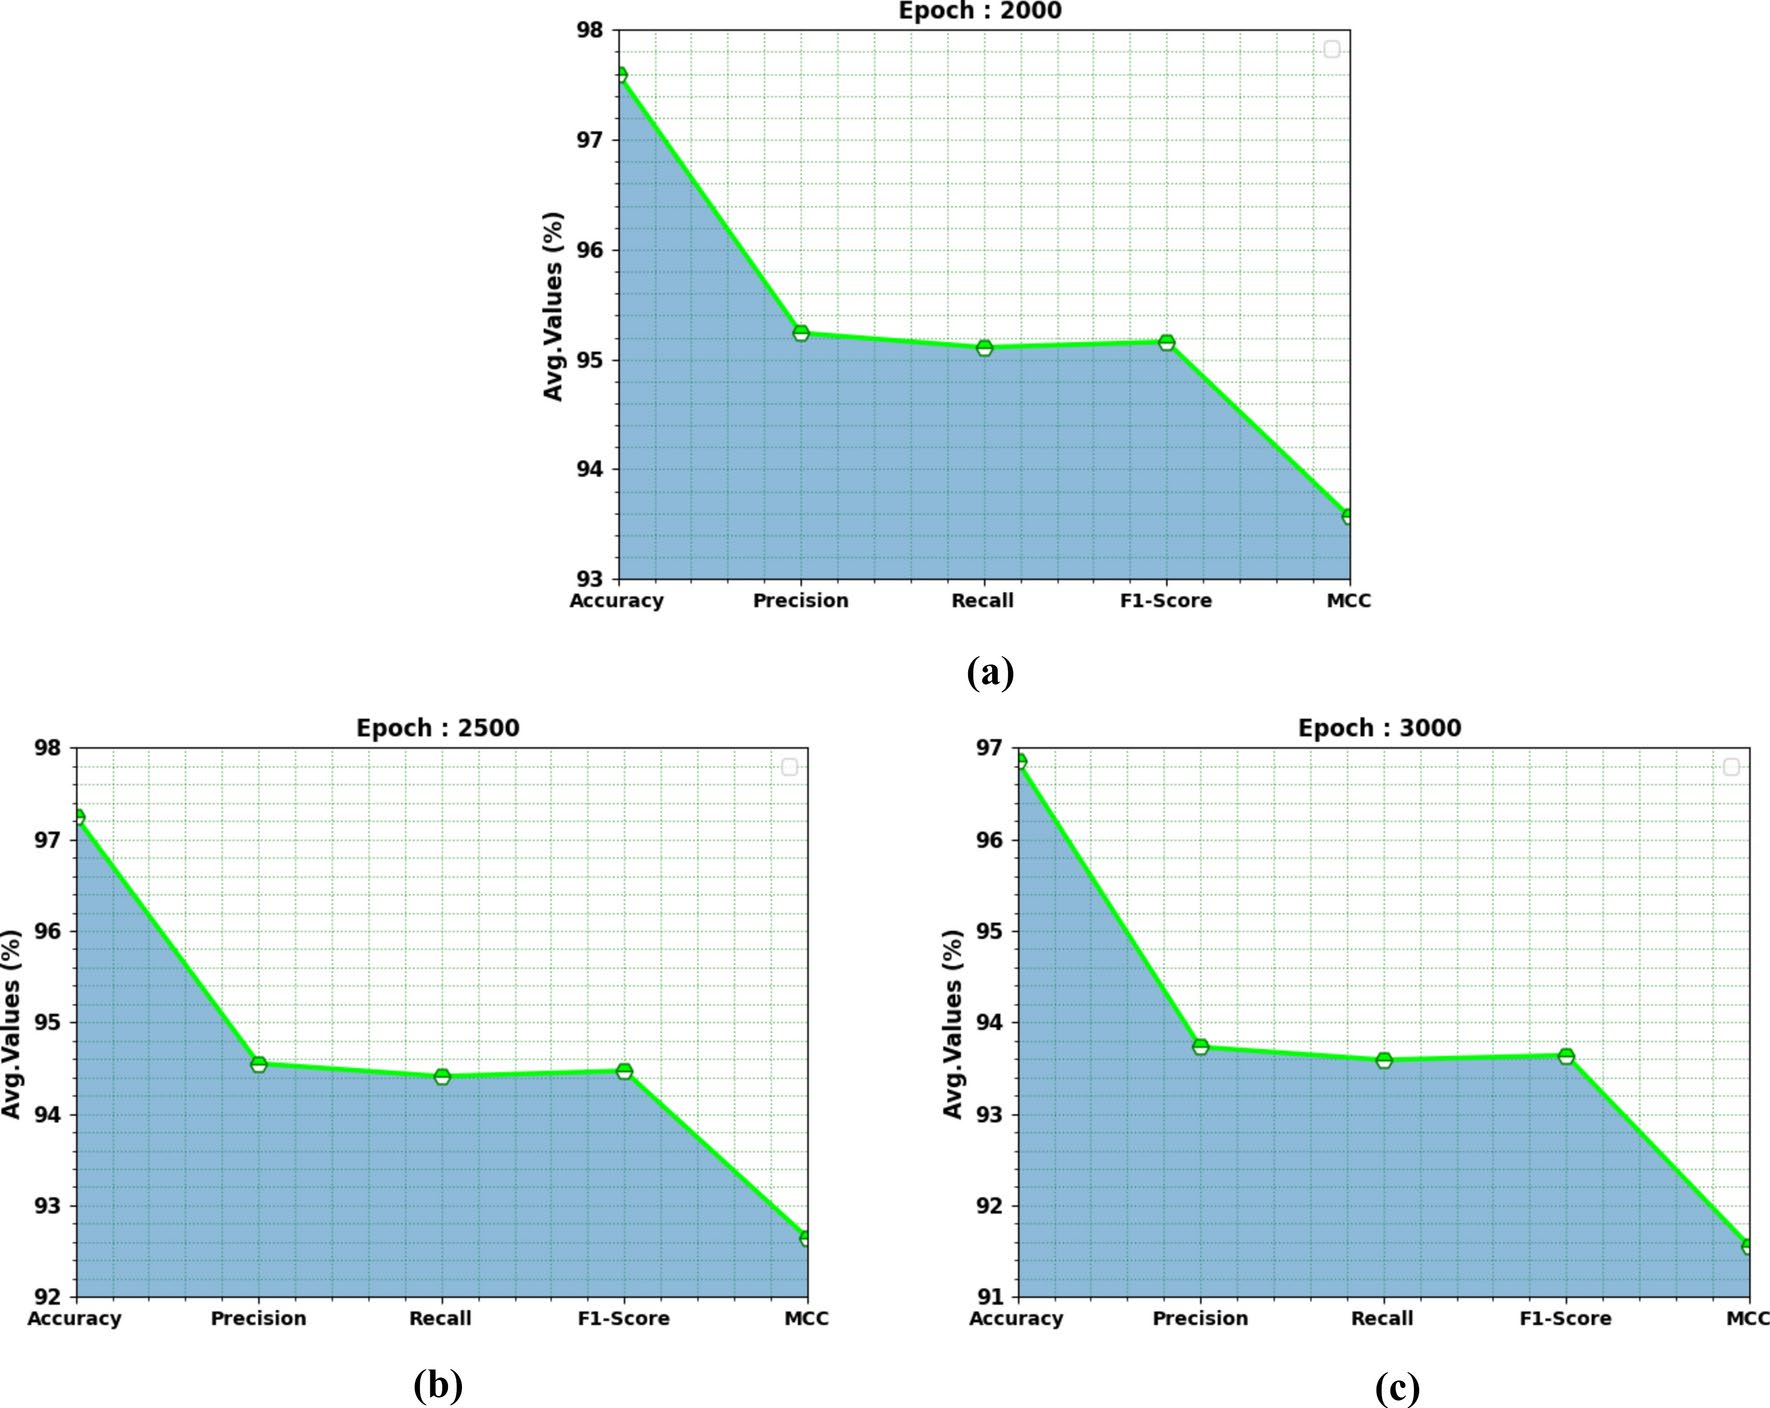 Epoch : 2000
98
97
96
95
94
93
Avg.Values (%)
Accuracy Precision Recall F1-Score MCC
(a)
Epoch : 2500
98
97
96
95
94
93
92
Avg.Values (%)
Accuracy Precision Recall F1-Score MCC
(b)
Epoch : 3000
97
96
95
94
93
92
91
Avg.Values (%)
Accuracy Precision Recall F1-Score MCC
(c)